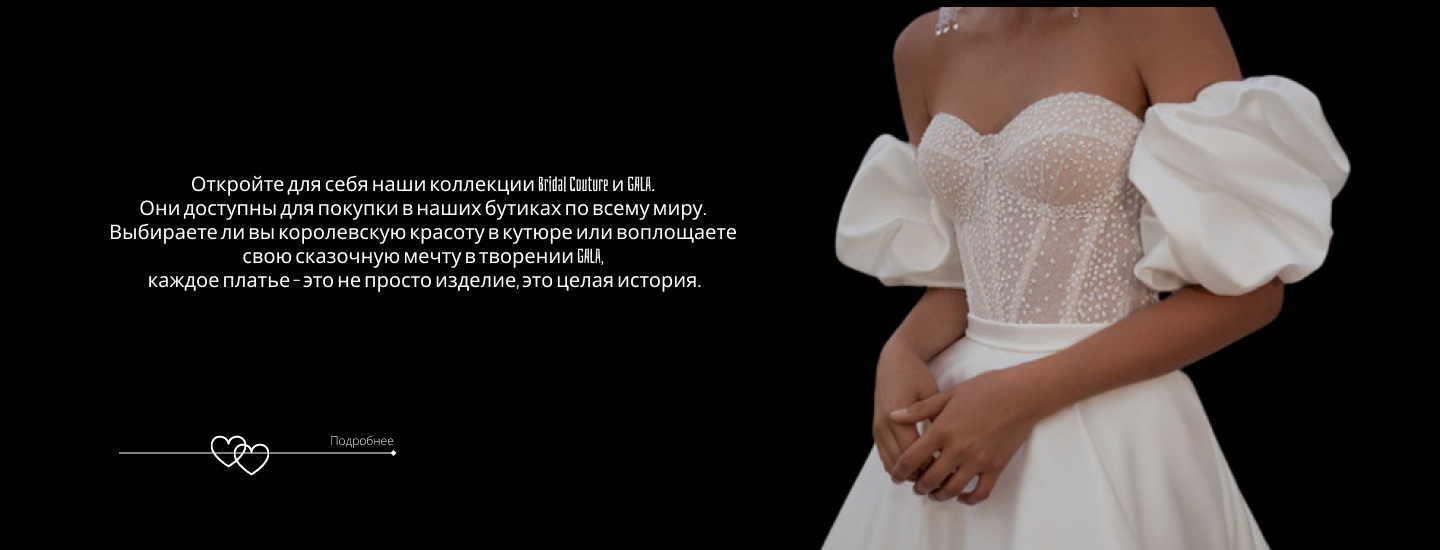 Откройте для себя наши коллекции Bridal Couture и GALA.
Они доступны для покупки в наших бутиках по всему миру.
Выбираете ли вы королевскую красоту в кутюре или воплощаете
свою сказочную мечту в творении GALA,
каждое платье - это не просто изделие, это целая история.
Подробнее